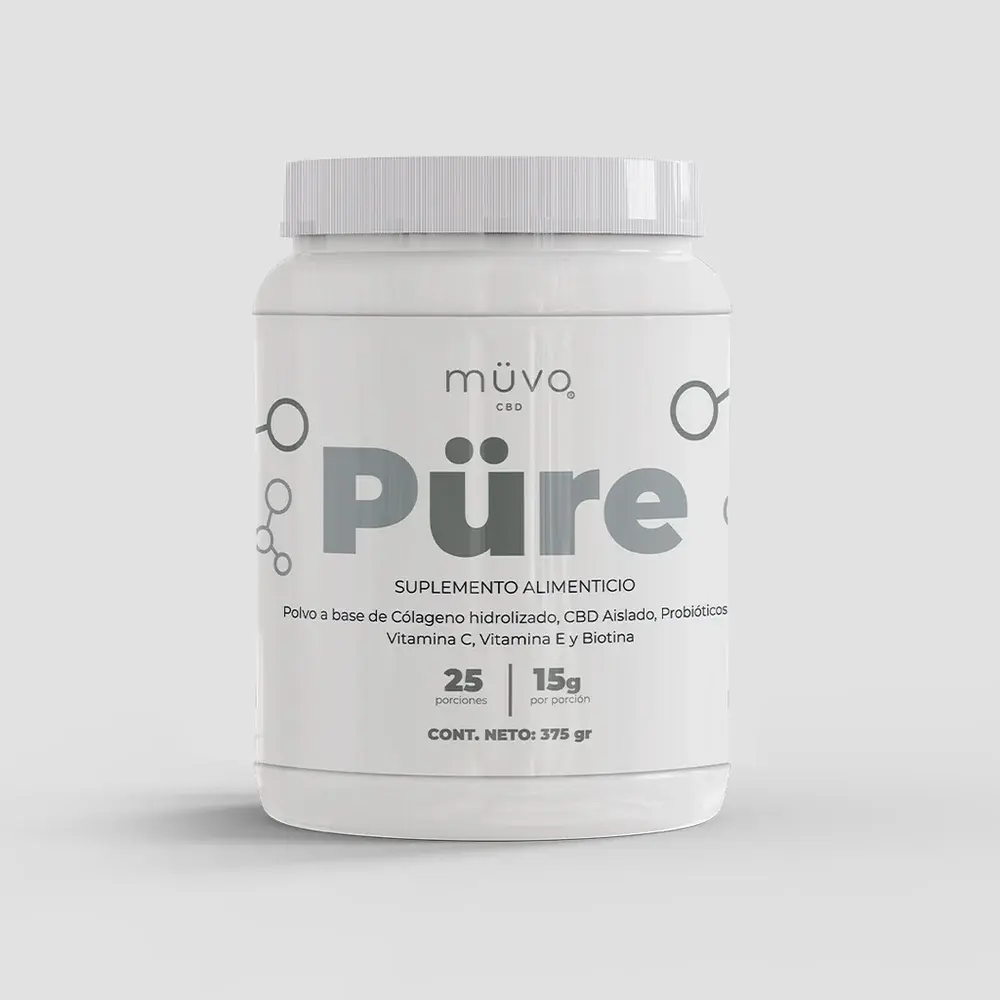 müvo
CBD
Püre
SUPLEMENTO ALIMENTICIO
Polvo a base de Cólageno hidrolizado, CBD Aislado, Probióticos
Vitamina C, Vitamina E y Biotina
25 | 15g
porciones por porción
CONT. NETO: 375 gr